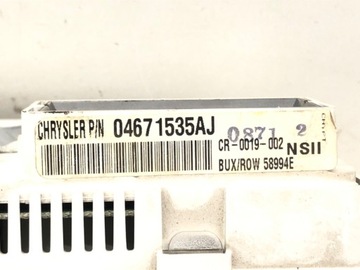 CHRYSLER P/N 04671535AJ 0871 2
CR-0019-002 NSII
BUX/ROW 58994E